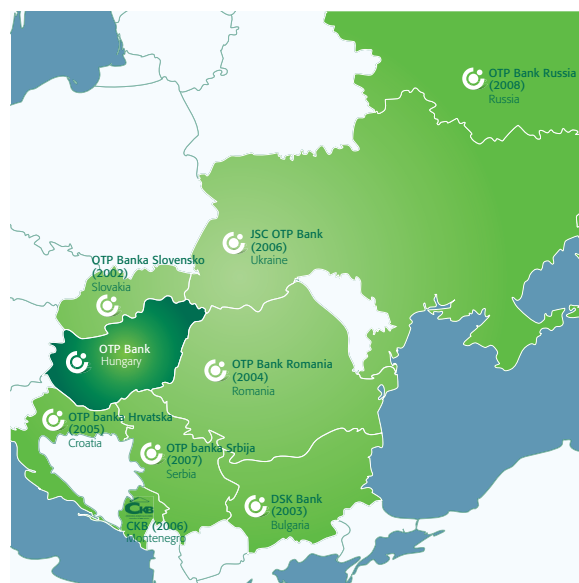 OTP Bank Russia
(2008)
Russia
JSC OTP Bank
(2006)
Ukraine
OTP Banka Slovensko
(2002)
Slovakia
OTP Bank
Hungary
OTP Bank Romania
(2004)
Romania
OTP banka Hrvatska
(2005)
Croatia
OTP banka Srbija
(2007)
Serbia
DSK Bank
(2003)
Bulgaria
CKB
CKB (2006)
Montenegro